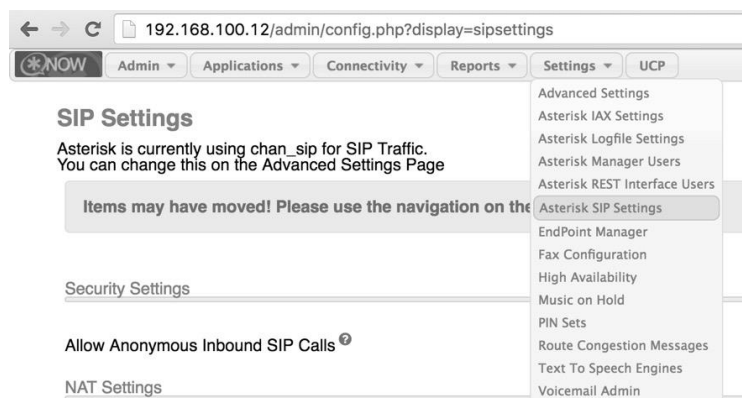 192.168.100.12/admin/config.php?display=sipsettings
NOW Admin Applications Connectivity Reports Settings UCP
SIP Settings
Asterisk is currently using chan_sip for SIP Traffic.
You can change this on the Advanced Settings Page
Items may have moved! Please use the navigation on the
Security Settings
Allow Anonymous Inbound SIP Calls ?
NAT Settings
Advanced Settings
Asterisk IAX Settings
Asterisk Logfile Settings
Asterisk Manager Users
Asterisk REST Interface Users
Asterisk SIP Settings
EndPoint Manager
Fax Configuration
High Availability
Music on Hold
PIN Sets
Route Congestion Messages
Text To Speech Engines
Voicemail Admin